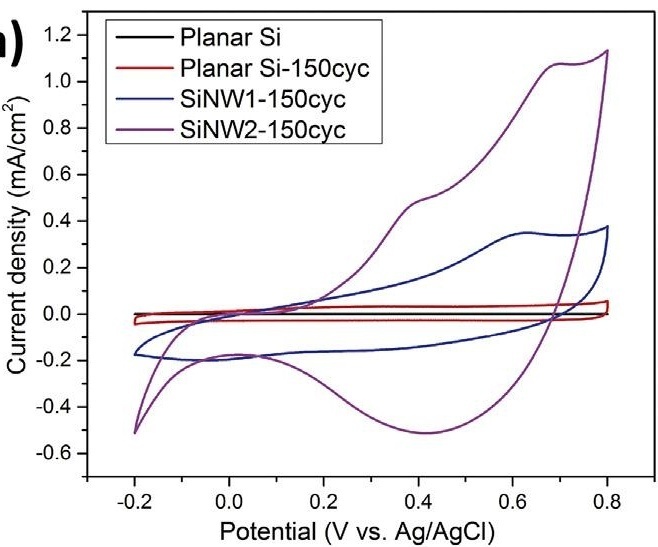 )
Planar Si
Planar Si-150cyc
SiNW1-150cyc
SiNW2-150cyc
1.2
1.0
0.8
0.6
0.4
0.2
0.0
-0.2
-0.4
-0.6
Current density (mA/cm²)
-0.2 0.0 0.2 0.4 0.6 0.8
Potential (V vs. Ag/AgCl)